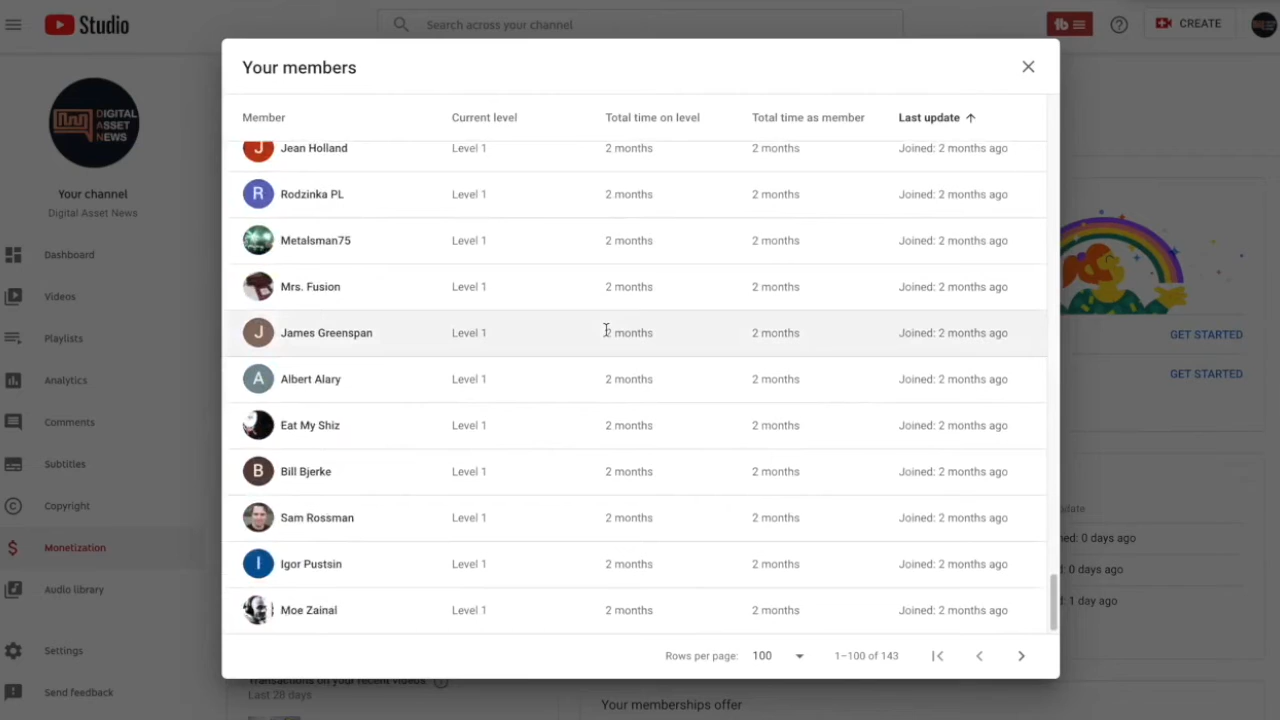 Studio
Search across your channel
CREATE
Your members
Member Current level Total time on level Total time as member Last update
J Jean Holland Level 1 2 months 2 months Joined: 2 months ago
R Rodzinka PL Level 1 2 months 2 months Joined: 2 months ago
Metalsman75 Level 1 2 months 2 months Joined: 2 months ago
Mrs. Fusion Level 1 2 months 2 months Joined: 2 months ago
J James Greenspan Level 1 2 months 2 months Joined: 2 months ago
A Albert Alary Level 1 2 months 2 months Joined: 2 months ago
Eat My Shiz Level 1 2 months 2 months Joined: 2 months ago
B Bill Bjerke Level 1 2 months 2 months Joined: 2 months ago
Sam Rossman Level 1 2 months 2 months Joined: 2 months ago
I Igor Pustsin Level 1 2 months 2 months Joined: 2 months ago
Moe Zainal Level 1 2 months 2 months Joined: 2 months ago
Rows per page: 100 1–100 of 143
DIGITAL
ASSET
NEWS
Your channel
Digital Asset News
Dashboard
Videos
Playlists
Analytics
Comments
Subtitles
Copyright
Monetization
Audio library
Settings
Send feedback
GET STARTED
GET STARTED
0 days ago
0 days ago
1 day ago
Transactions on your recent videos
Last 28 days
Your memberships offer